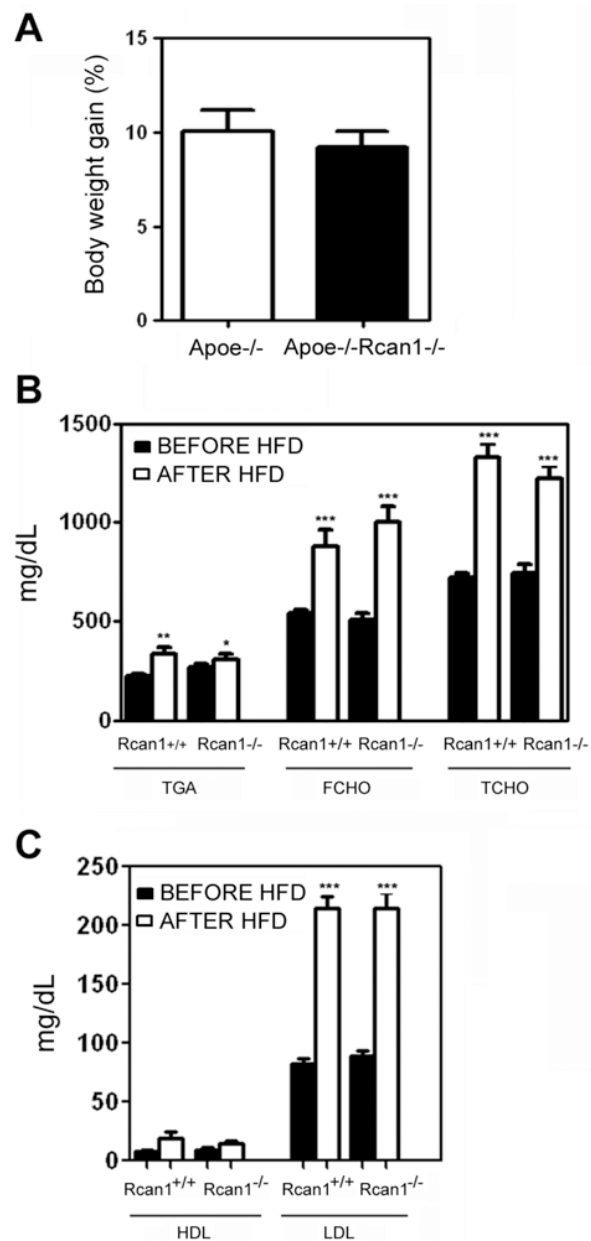 A
Body weight gain (%)
15
10
5
0
Apoe-/- Apoe-/-Rcan1-/-
B
mg/dL
1500
1000
500
0
BEFORE HFD
AFTER HFD
** * *** *** *** ***
Rcan1+/+ Rcan1-/- Rcan1+/+ Rcan1-/- Rcan1+/+ Rcan1-/-
TGA FCHO TCHO
C
mg/dL
250
200
150
100
50
0
BEFORE HFD
AFTER HFD
*** ***
Rcan1+/+ Rcan1-/- Rcan1+/+ Rcan1-/-
HDL LDL